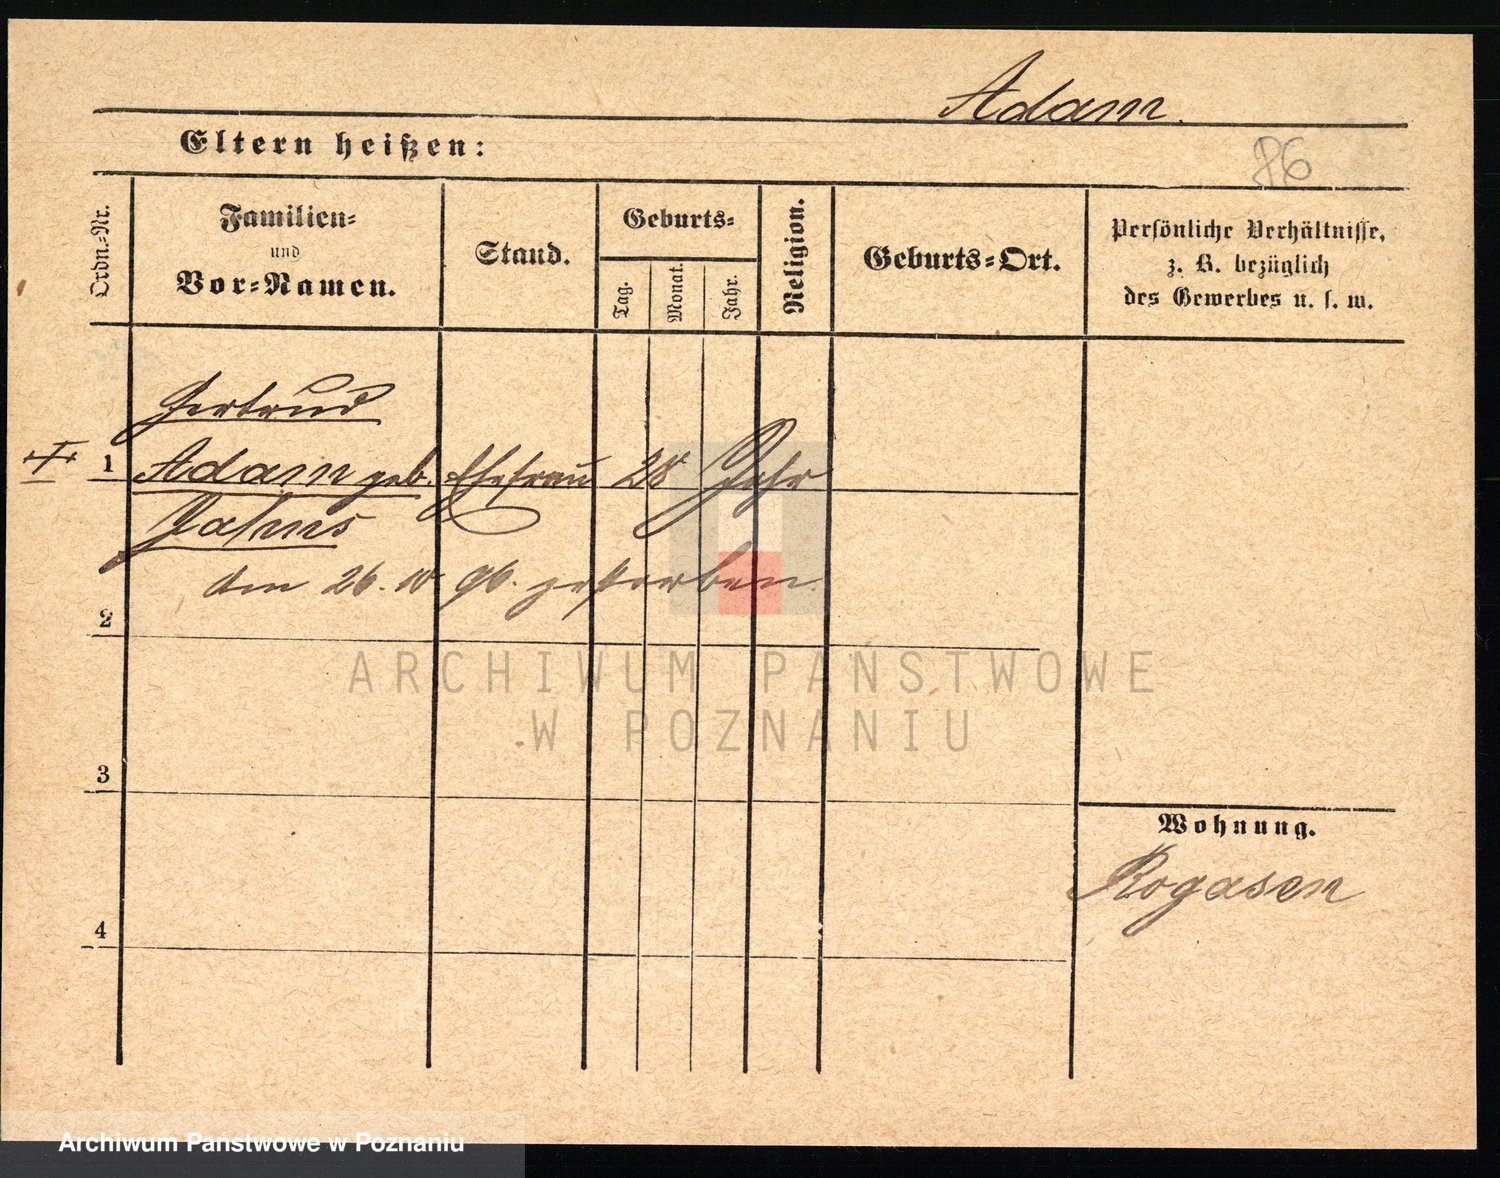 Adam.
Eltern heißen:
86
Ordn.=Nr.
Familien=
und
Vor=Namen.
Stand.
Geburts=
Tag.
Monat.
Jahr.
Religion.
Geburts=Ort.
Persönliche Verhältnisse,
z. B. bezüglich
des Gewerbes u. s. w.
Gertrud
1 Adam geb. Ehefrau 28 Jahr
Jahns
den 26. 10 96. gestorben.
2
ARCHIWUM PAŃSTWOWE
W POZNANIU
3
Wohnung.
Rogasen
4
Archiwum Państwowe w Poznaniu